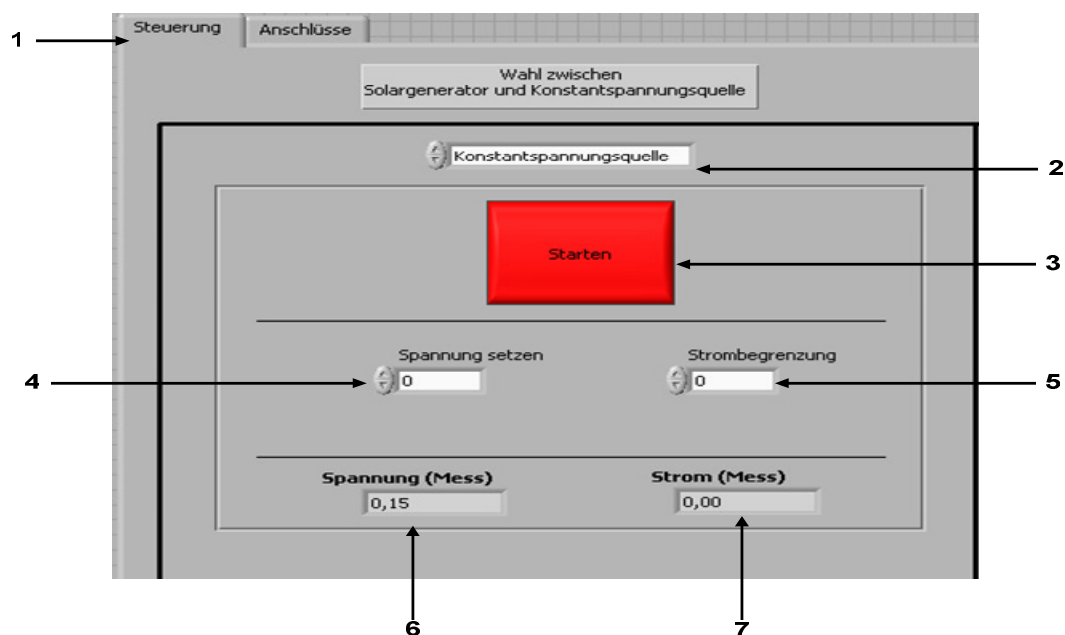 Steuerung
Anschlüsse
1
Wahl zwischen
Solargenerator und Konstantspannungsquelle
Konstantspannungsquelle
2
Starten
3
Spannung setzen
Strombegrenzung
4
0
0
5
Spannung (Mess)
Strom (Mess)
0,15
0,00
6
7